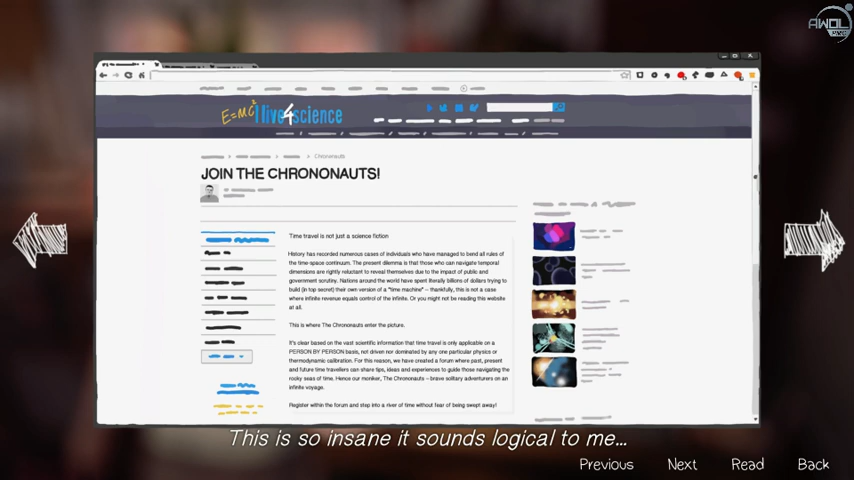 AWOL
E=MC²
I live4science
Chrononauts
JOIN THE CHRONONAUTS!
Time travel is not just a science fiction
History has recorded numerous cases of individuals who have managed to bend all rules of
the time-space continuum. The present dilemma is that those who can navigate temporal
dimensions are rightly reluctant to reveal themselves due to the impact of public and
government scrutiny. Nations around the world have spent literally billions of dollars trying to
build (in top secret) their own version of a "time machine" – thankfully, this is not a case
where infinite revenue equals control of the infinite. Or you might not be reading this website
at all.
This is where The Chrononauts enter the picture.
It's clear based on the vast scientific information that time travel is only applicable on a
PERSON BY PERSON basis, not driven nor dominated by any one particular physics or
thermodynamic calibration. For this reason, we have created a forum where past, present
and future time travellers can share tips, ideas and experiences to guide those navigating the
rocky seas of time. Hence our moniker, The Chrononauts – brave solitary adventurers on an
infinite voyage.
Register within the forum and step into a river of time without fear of being swept away!
This is so insane it sounds logical to me...
Previous Next Read Back